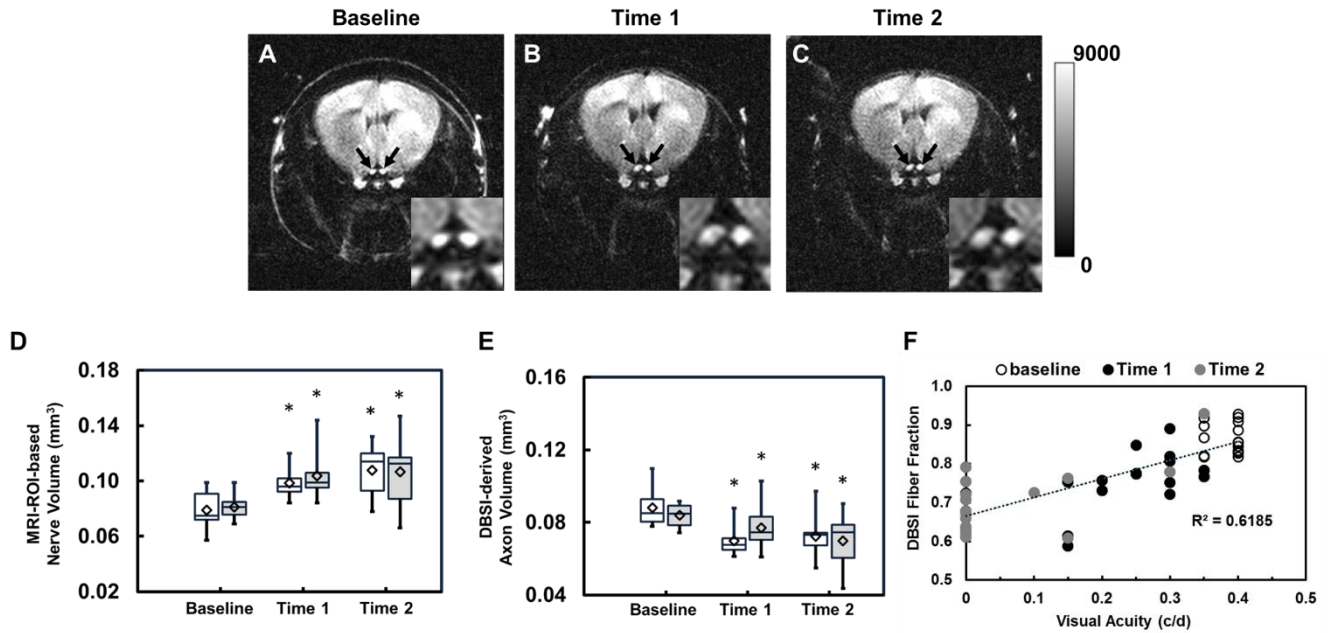 Baseline Time 1 Time 2
A B C 9000
0
D E F
0.18
0.14
0.10
0.06
0.02
MRI-ROI-based
Nerve Volume (mm³)
* * * *
Baseline Time 1 Time 2
0.16
0.12
0.08
0.04
DBSI-derived
Axon Volume (mm³)
* * * *
Baseline Time 1 Time 2
baseline Time 1 Time 2
1.0
0.9
0.8
0.7
0.6
0.5
DBSI Fiber Fraction
R² = 0.6185
0 0.1 0.2 0.3 0.4 0.5
Visual Acuity (c/d)